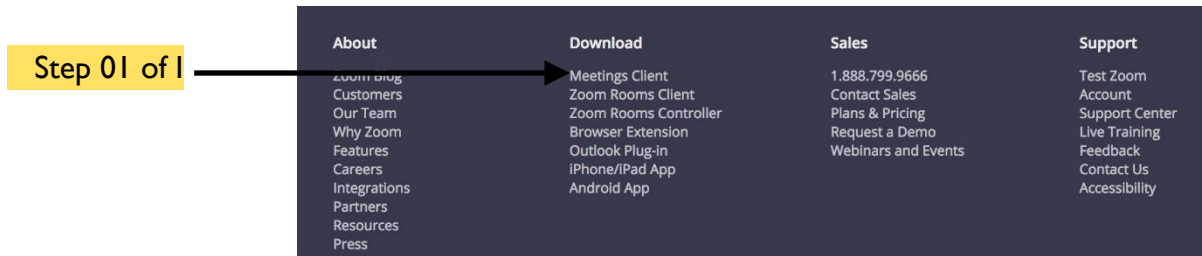 Step 01 of I
About
Zoom Blog
Customers
Our Team
Why Zoom
Features
Careers
Integrations
Partners
Resources
Press
Download
Meetings Client
Zoom Rooms Client
Zoom Rooms Controller
Browser Extension
Outlook Plug-in
iPhone/iPad App
Android App
Sales
1.888.799.9666
Contact Sales
Plans & Pricing
Request a Demo
Webinars and Events
Support
Test Zoom
Account
Support Center
Live Training
Feedback
Contact Us
Accessibility